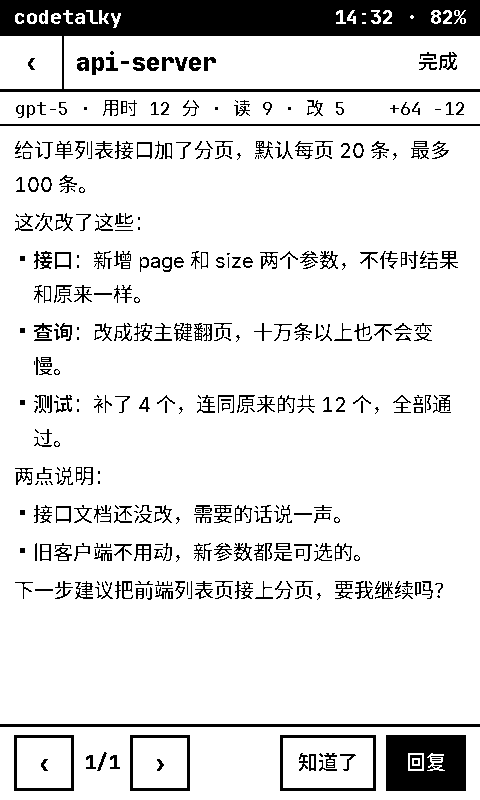 codetalky 14:32 · 82%
‹ api-server 完成
gpt-5 · 用时 12 分 · 读 9 · 改 5 +64 -12
给订单列表接口加了分页，默认每页 20 条，最多
100 条。
这次改了这些：
▪ 接口：新增 page 和 size 两个参数，不传时结果
和原来一样。
▪ 查询：改成按主键翻页，十万条以上也不会变
慢。
▪ 测试：补了 4 个，连同原来的共 12 个，全部通
过。
两点说明：
▪ 接口文档还没改，需要的话说一声。
▪ 旧客户端不用动，新参数都是可选的。
下一步建议把前端列表页接上分页，要我继续吗？
‹ 1/1 › 知道了 回复